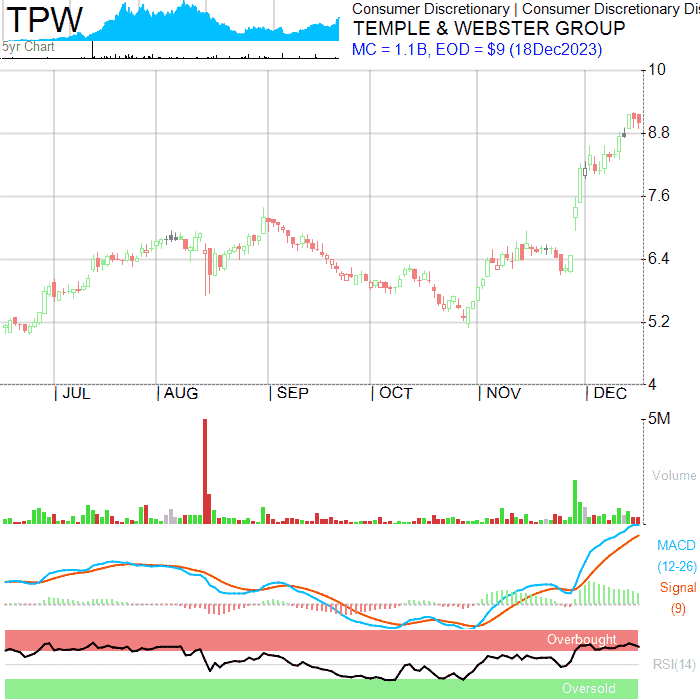 TPW
5yr Chart
Consumer Discretionary | Consumer Discretionary Dis
TEMPLE & WEBSTER GROUP
MC = 1.1B, EOD = $9 (18Dec2023)
10
8.8
7.6
6.4
5.2
4
| JUL | AUG | SEP | OCT | NOV | DEC
5M
Volume
MACD
(12-26)
Signal
(9)
Overbought
RSI(14)
Oversold